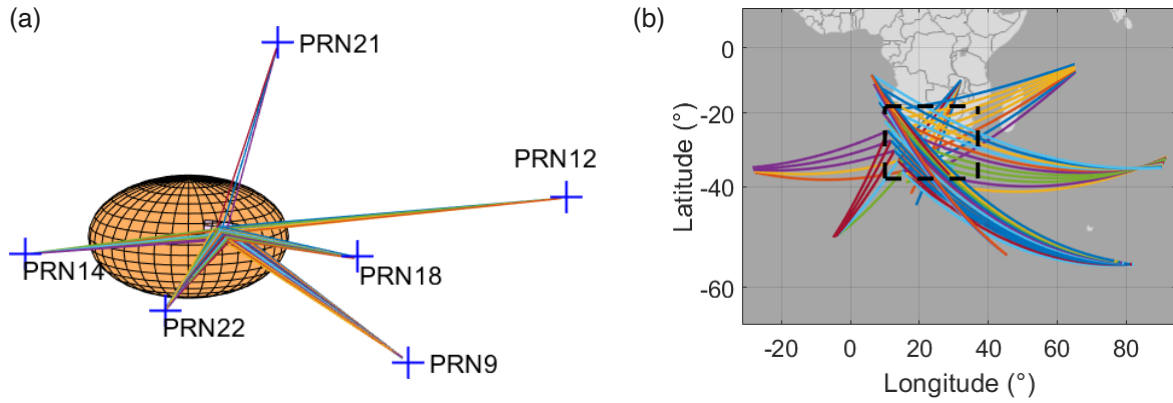 (a)
PRN21
PRN12
PRN14
PRN18
PRN22
PRN9
(b)
0
-20
-40
-60
Latitude (°)
-20 0 20 40 60 80
Longitude (°)